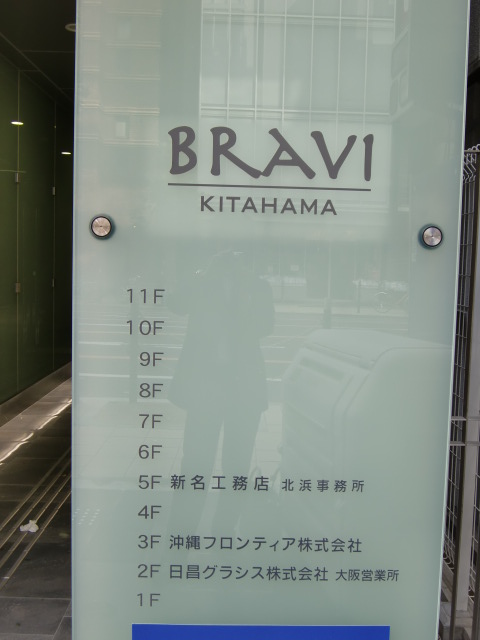 BRAVI
KITAHAMA
11F
10F
9F
8F
7F
6F
5F 新名工務店 北浜事務所
4F
3F 沖縄フロンティア株式会社
2F 日昌グラシス株式会社 大阪営業所
1F